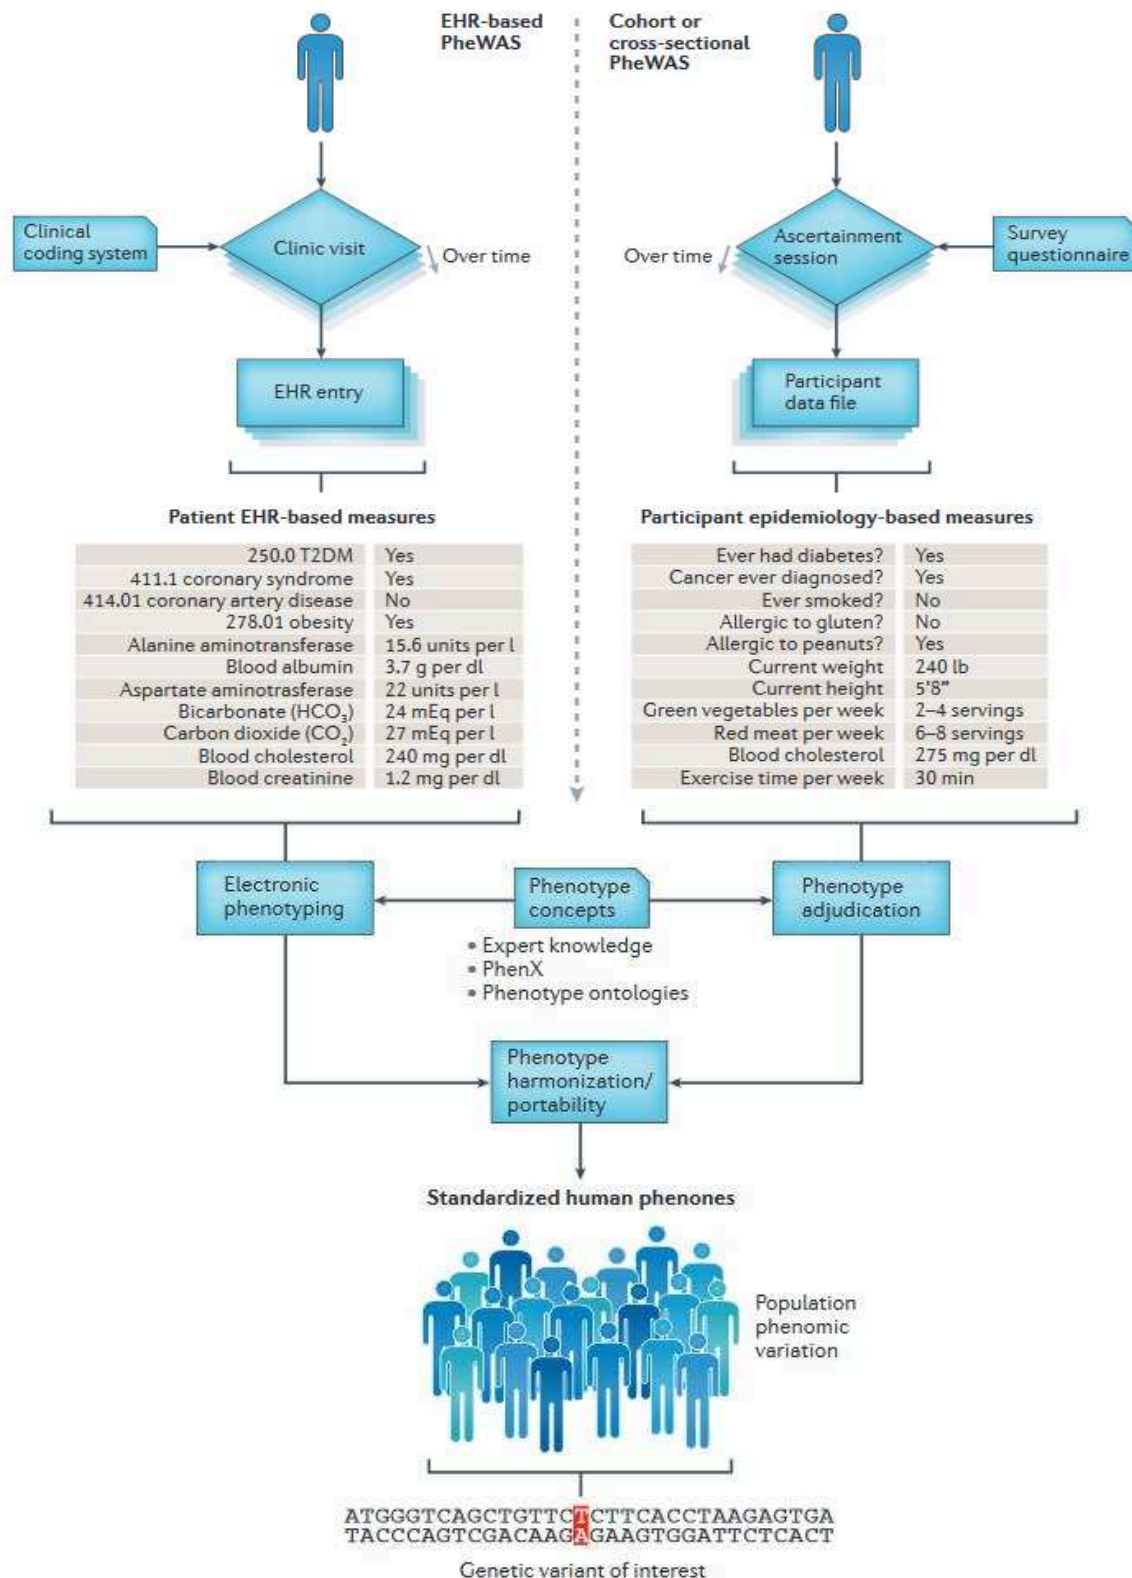 EHR-based
PheWAS
Cohort or
cross-sectional
PheWAS
Clinical
coding system
Clinic visit
Over time
Over time
Ascertainment
session
Survey
questionnaire
EHR entry
Participant
data file
Patient EHR-based measures
250.0 T2DM Yes
411.1 coronary syndrome Yes
414.01 coronary artery disease No
278.01 obesity Yes
Alanine aminotransferase 15.6 units per l
Blood albumin 3.7 g per dl
Aspartate aminotrasferase 22 units per l
Bicarbonate (HCO₃) 24 mEq per l
Carbon dioxide (CO₂) 27 mEq per l
Blood cholesterol 240 mg per dl
Blood creatinine 1.2 mg per dl
Participant epidemiology-based measures
Ever had diabetes? Yes
Cancer ever diagnosed? Yes
Ever smoked? No
Allergic to gluten? No
Allergic to peanuts? Yes
Current weight 240 lb
Current height 5'8"
Green vegetables per week 2–4 servings
Red meat per week 6–8 servings
Blood cholesterol 275 mg per dl
Exercise time per week 30 min
Electronic
phenotyping
Phenotype
concepts
Phenotype
adjudication
• Expert knowledge
• PhenX
• Phenotype ontologies
Phenotype
harmonization/
portability
Standardized human phenones
Population
phenomic
variation
ATGGGTCAGCTGTTCTCTTCACCTAAGAGTGA
TACCCAGTCGACAAGAGAAGTGGATTCTCACT
Genetic variant of interest